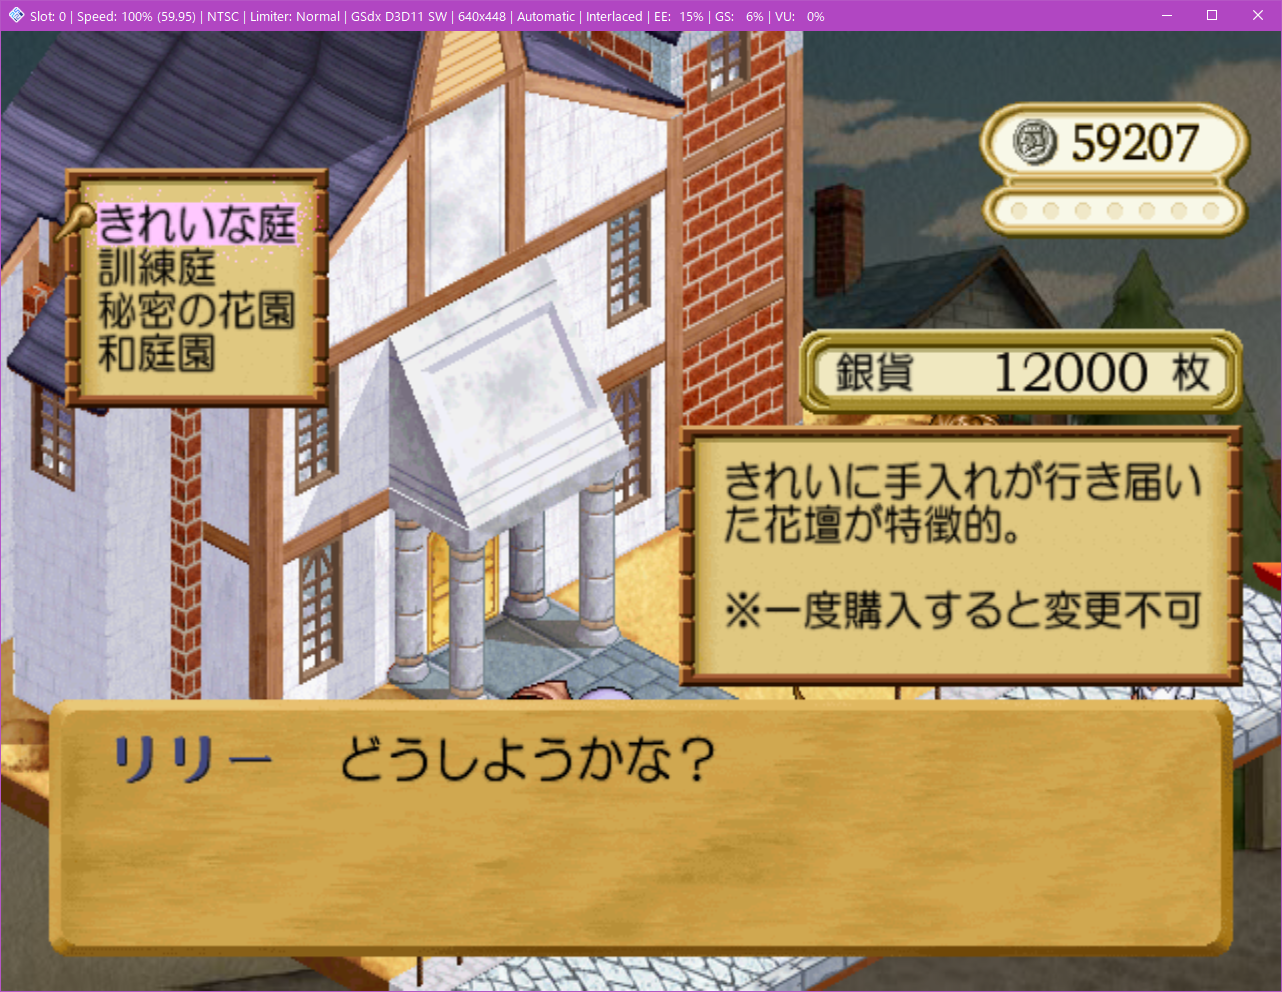 Slot: 0 | Speed: 100% (59.95) | NTSC | Limiter: Normal | GSdx D3D11 SW | 640x448 | Automatic | Interlaced | EE: 15% | GS: 6% | VU: 0%
59207
きれいな庭
訓練庭
秘密の花園
和庭園
銀貨 12000 枚
きれいに手入れが行き届い
た花壇が特徴的。
※一度購入すると変更不可
リリー どうしようかな？